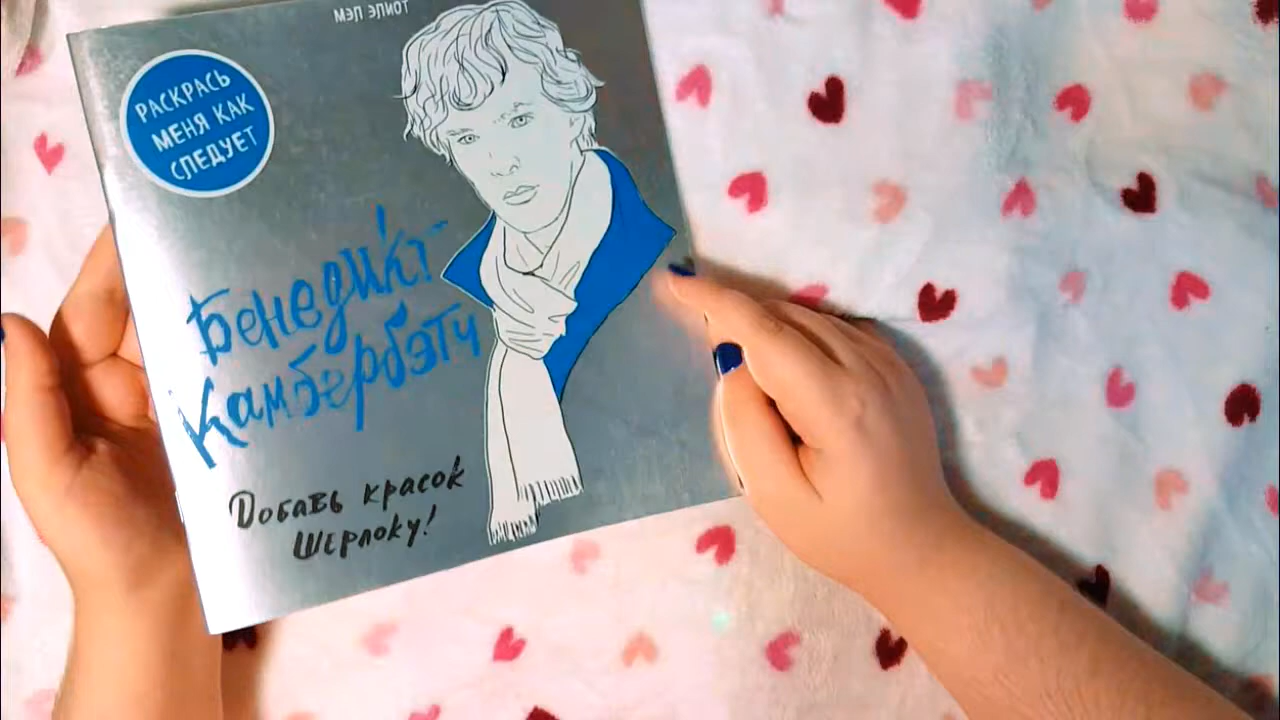 МЭЛ ЭЛИОТ
РАСКРАСЬ
МЕНЯ КАК
СЛЕДУЕТ
Бенедикт
Камбербэтч
Добавь красок
Шерлоку!